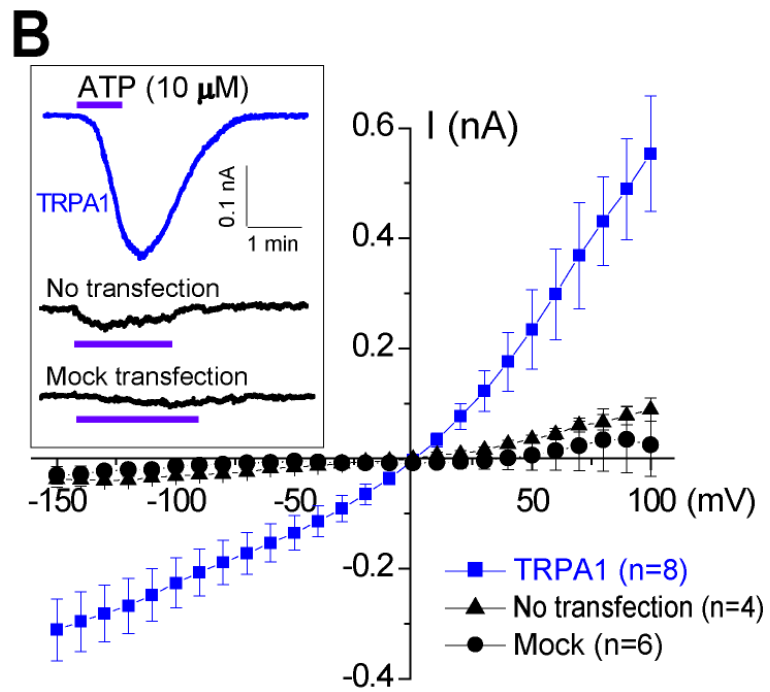 B
ATP (10 μM)
TRPA1
0.1 nA
1 min
No transfection
Mock transfection
I (nA)
0.6
0.4
0.2
-150
-100
-50
50
100
(mV)
-0.2
-0.4
TRPA1 (n=8)
No transfection (n=4)
Mock (n=6)